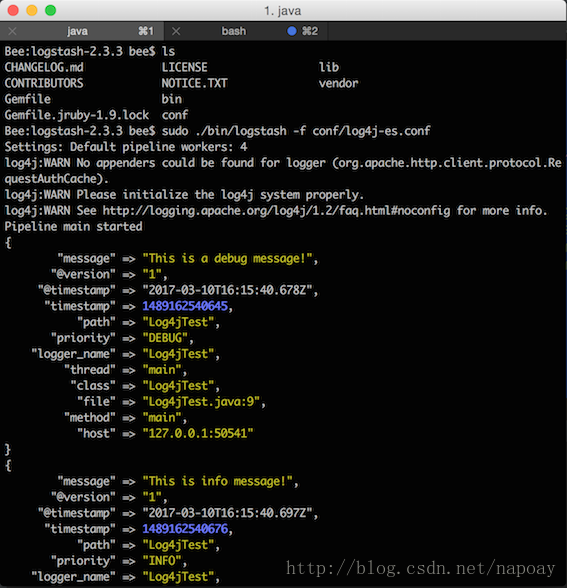 1. java
java ⌘1 bash ⌘2
Bee:logstash-2.3.3 bee$ ls
CHANGELOG.md LICENSE lib
CONTRIBUTORS NOTICE.TXT vendor
Gemfile bin
Gemfile.jruby-1.9.lock conf
Bee:logstash-2.3.3 bee$ sudo ./bin/logstash -f conf/log4j-es.conf
Settings: Default pipeline workers: 4
log4j:WARN No appenders could be found for logger (org.apache.http.client.protocol.Re
questAuthCache).
log4j:WARN Please initialize the log4j system properly.
log4j:WARN See http://logging.apache.org/log4j/1.2/faq.html#noconfig for more info.
Pipeline main started
{
"message" => "This is a debug message!",
"@version" => "1",
"@timestamp" => "2017-03-10T16:15:40.678Z",
"timestamp" => 1489162540645,
"path" => "Log4jTest",
"priority" => "DEBUG",
"logger_name" => "Log4jTest",
"thread" => "main",
"class" => "Log4jTest",
"file" => "Log4jTest.java:9",
"method" => "main",
"host" => "127.0.0.1:50541"
}
{
"message" => "This is info message!",
"@version" => "1",
"@timestamp" => "2017-03-10T16:15:40.697Z",
"timestamp" => 1489162540676,
"path" => "Log4jTest",
"priority" => "INFO",
"logger_name" => "Log4jTest",
http://blog.csdn.net/napoay